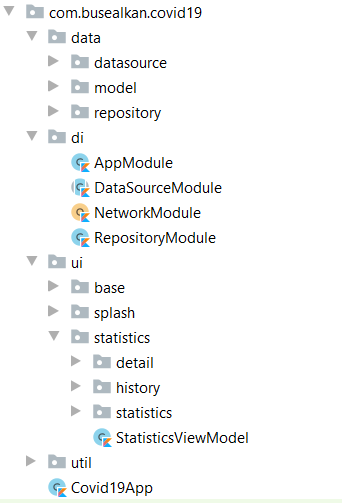 com.busealkan.covid19
data
datasource
model
repository
di
AppModule
DataSourceModule
NetworkModule
RepositoryModule
ui
base
splash
statistics
detail
history
statistics
StatisticsViewModel
util
Covid19App